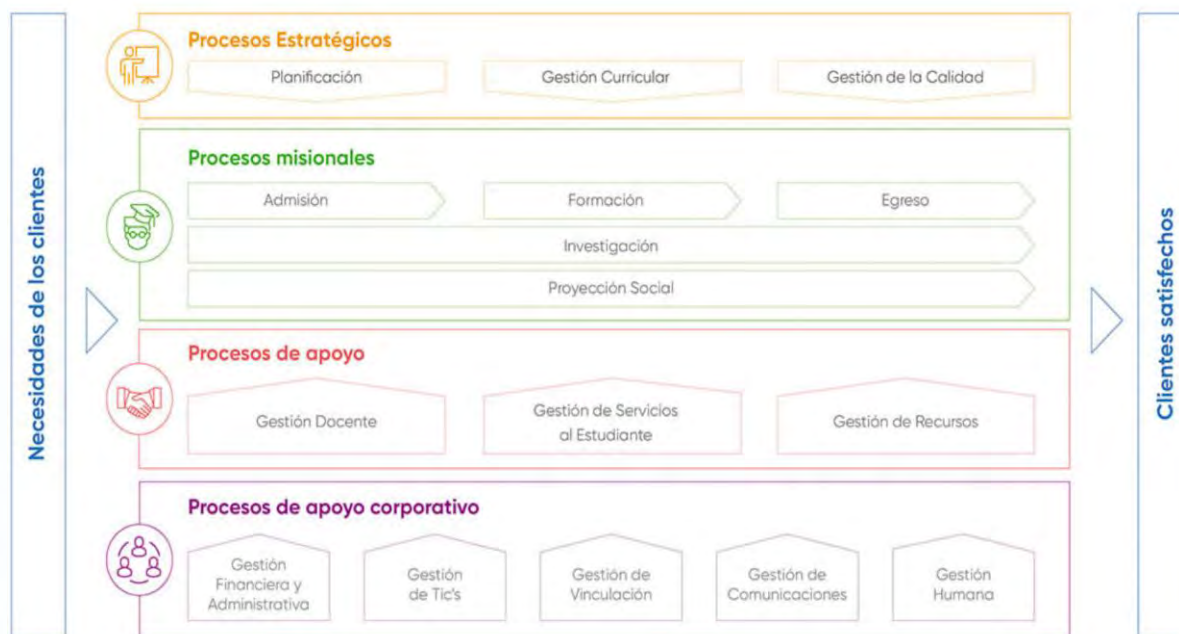 Necesidades de los clientes
Procesos Estratégicos
Planificación
Gestión Curricular
Gestión de la Calidad
Procesos misionales
Admisión
Formación
Egreso
Investigación
Proyección Social
Procesos de apoyo
Gestión Docente
Gestión de Servicios
al Estudiante
Gestión de Recursos
Procesos de apoyo corporativo
Gestión
Financiera y
Administrativa
Gestión
de Tic's
Gestión de
Vinculación
Gestión de
Comunicaciones
Gestión
Humana
Clientes satisfechos